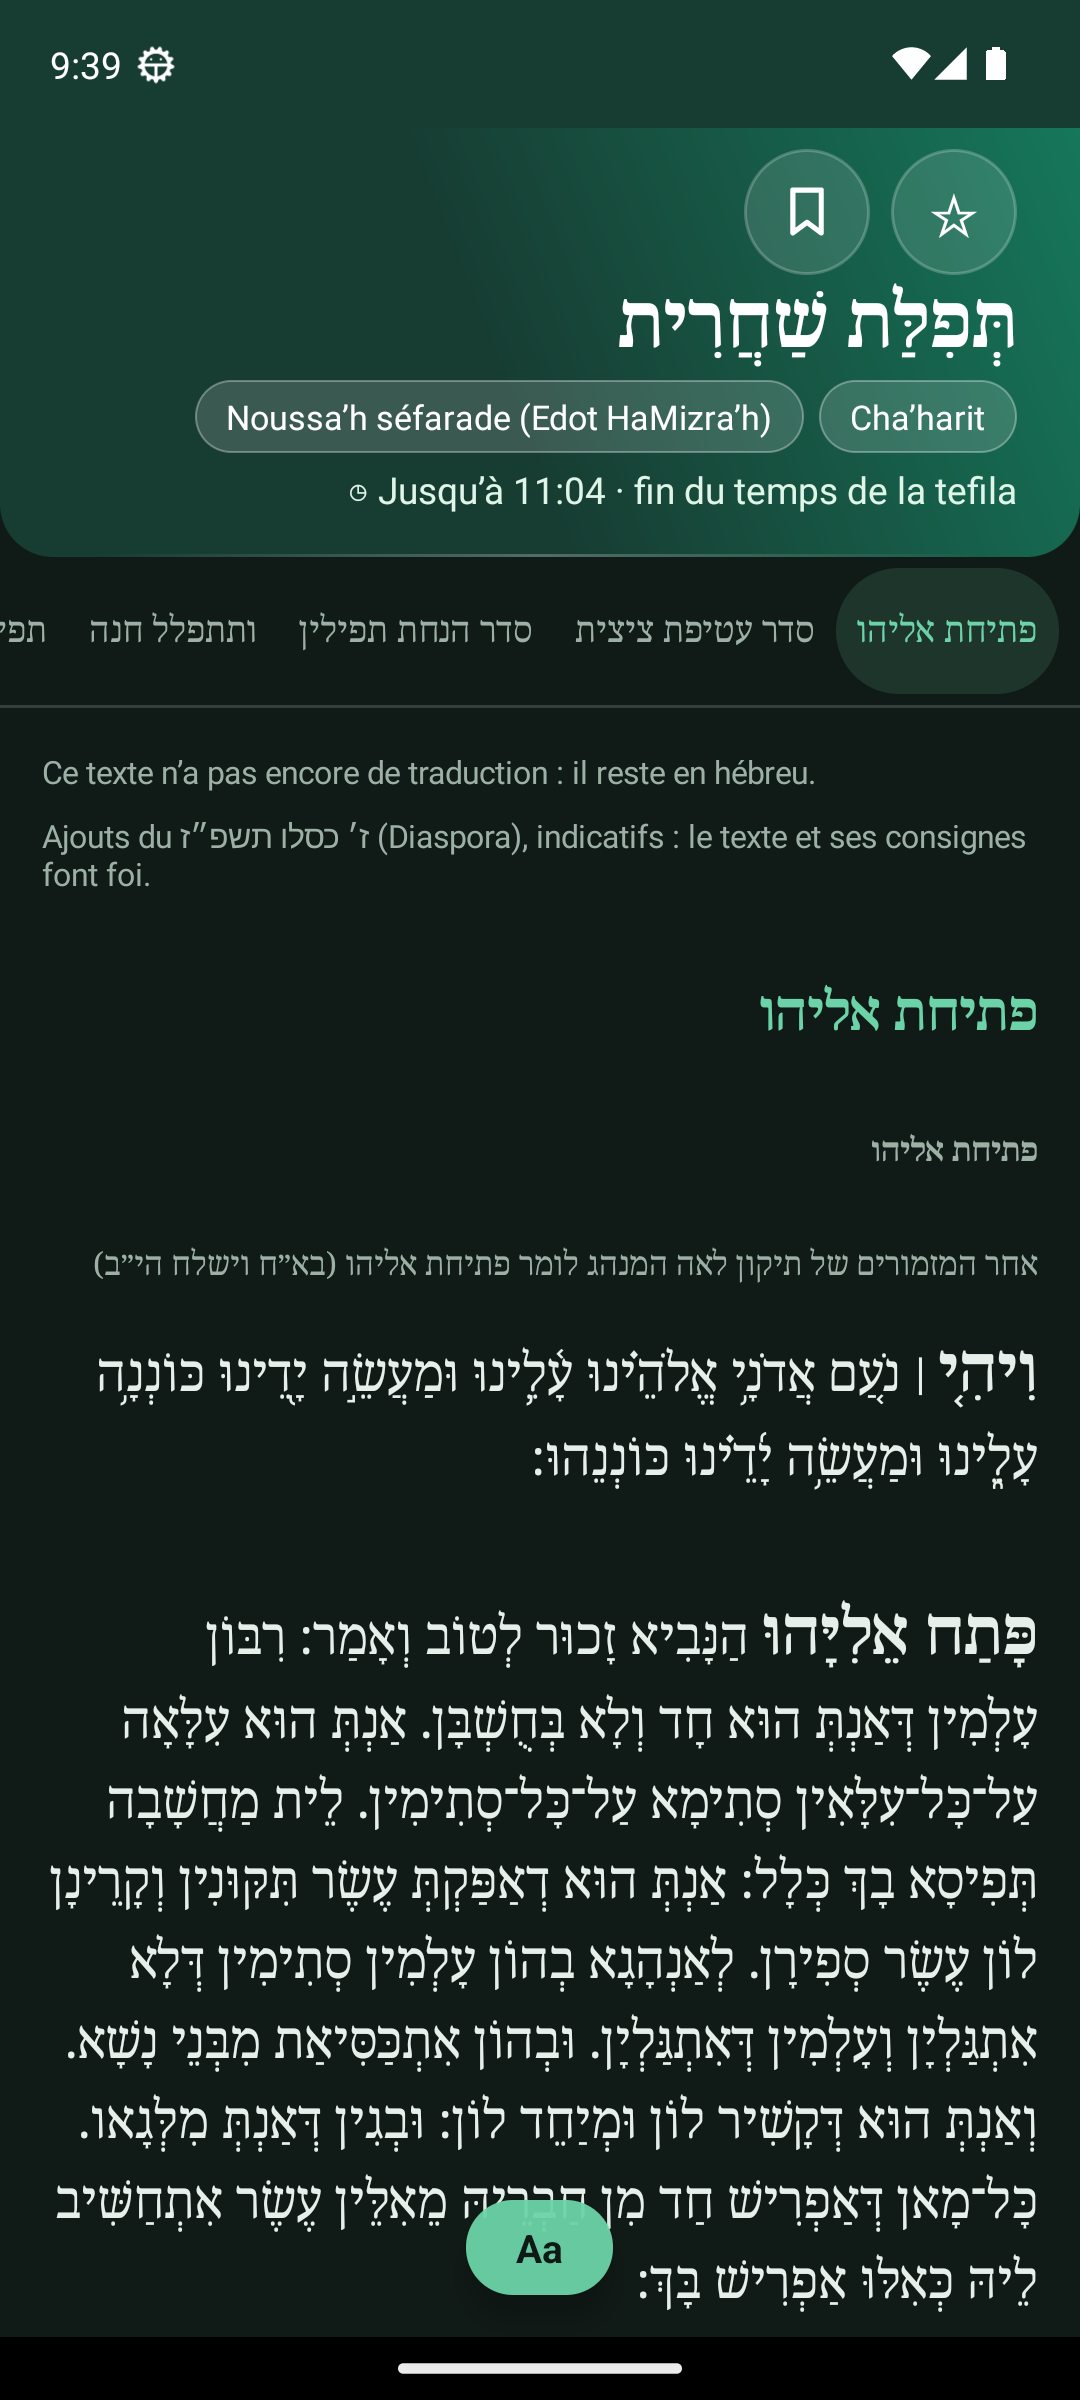 9:39
תְּפִלַּת שַׁחֲרִית
Cha’harit
Noussa’h séfarade (Edot HaMizra’h)
Jusqu’à 11:04 · fin du temps de la tefila
פתיחת אליהו
סדר עטיפת ציצית
סדר הנחת תפילין
ותתפלל חנה
תפי
Ce texte n’a pas encore de traduction : il reste en hébreu.
Ajouts du ז׳ כסלו תשפ״ז (Diaspora), indicatifs : le texte et ses consignes
font foi.
פתיחת אליהו
פתיחת אליהו
אחר המזמורים של תיקון לאה המנהג לומר פתיחת אליהו (בא״ח וישלח הי״ב)
וִיהִ֤י ׀ נֹ֤עַם אֲדֹנָ֥י אֱלֹהֵ֗ינוּ עָ֫לֵ֥ינוּ וּמַעֲשֵׂ֣ה יָ֭דֵינוּ כּוֹנְנָ֥ה
עָלֵ֑ינוּ וּֽמַעֲשֵׂ֥ה יָ֝דֵ֗ינוּ כּוֹנְנֵֽהוּ׃
פָּתַח אֵלִיָּהוּ הַנָּבִיא זָכוּר לְטוֹב וְאָמַר: רִבּוֹן
עָלְמִין דְּאַנְתְּ הוּא חָד וְלָא בְּחֻשְׁבָּן. אַנְתְּ הוּא עִלָּאָה
עַל־כָּל־עִלָּאִין סְתִימָא עַל־כָּל־סְתִימִין. לֵית מַחֲשָׁבָה
תְּפִיסָא בָךְ כְּלָל: אַנְתְּ הוּא דְאַפַּקְתְּ עֶשֶׂר תִּקּוּנִין וְקָרֵינָן
לוֹן עֶשֶׂר סְפִירָן. לְאַנְהָגָא בְהוֹן עָלְמִין סְתִימִין דְּלָא
אִתְגַּלְיָן וְעָלְמִין דְּאִתְגַּלְיָן. וּבְהוֹן אִתְכַּסִּיאַת מִבְּנֵי נָשָׁא.
וְאַנְתְּ הוּא דְּקָשִׁיר לוֹן וּמְיַחֵד לוֹן: וּבְגִין דְּאַנְתְּ מִלְּגָאו.
כָּל־מָאן דְּאַפְרִישׁ חַד מִן חַבְרֵיהּ מֵאִלֵּין עֶשֶׂר אִתְחַשִּׁיב
לֵיהּ כְּאִלּוּ אַפְרִישׁ בָּךְ:
Aa